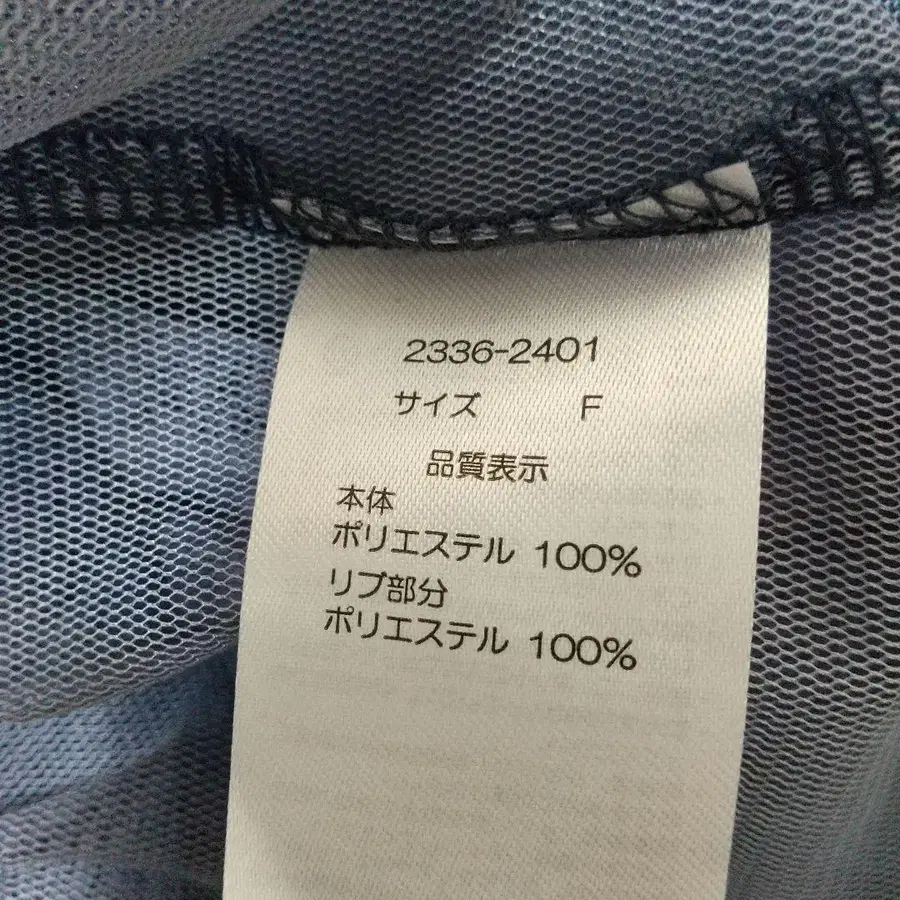 2336-2401
サイズ F
品質表示
本体
ポリエステル 100%
リブ部分
ポリエステル 100%